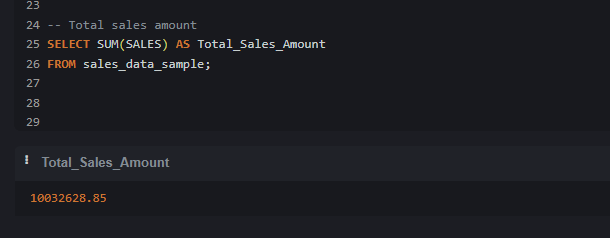 23
24 -- Total sales amount
25 SELECT SUM(SALES) AS Total_Sales_Amount
26 FROM sales_data_sample;
27
28
29
Total_Sales_Amount
10032628.85